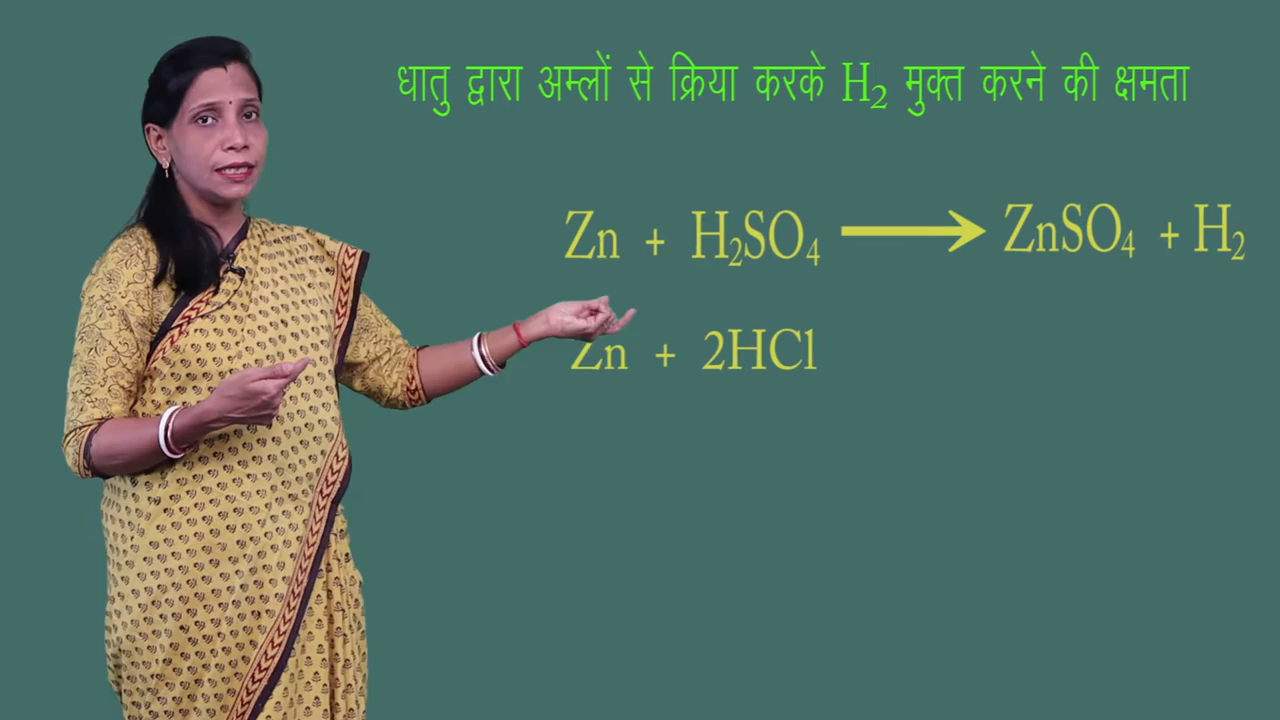 धातु द्वारा अम्लों से क्रिया करके H₂ मुक्त करने की क्षमता
Zn + H₂SO₄ ⟶ ZnSO₄ + H₂
Zn + 2HCl